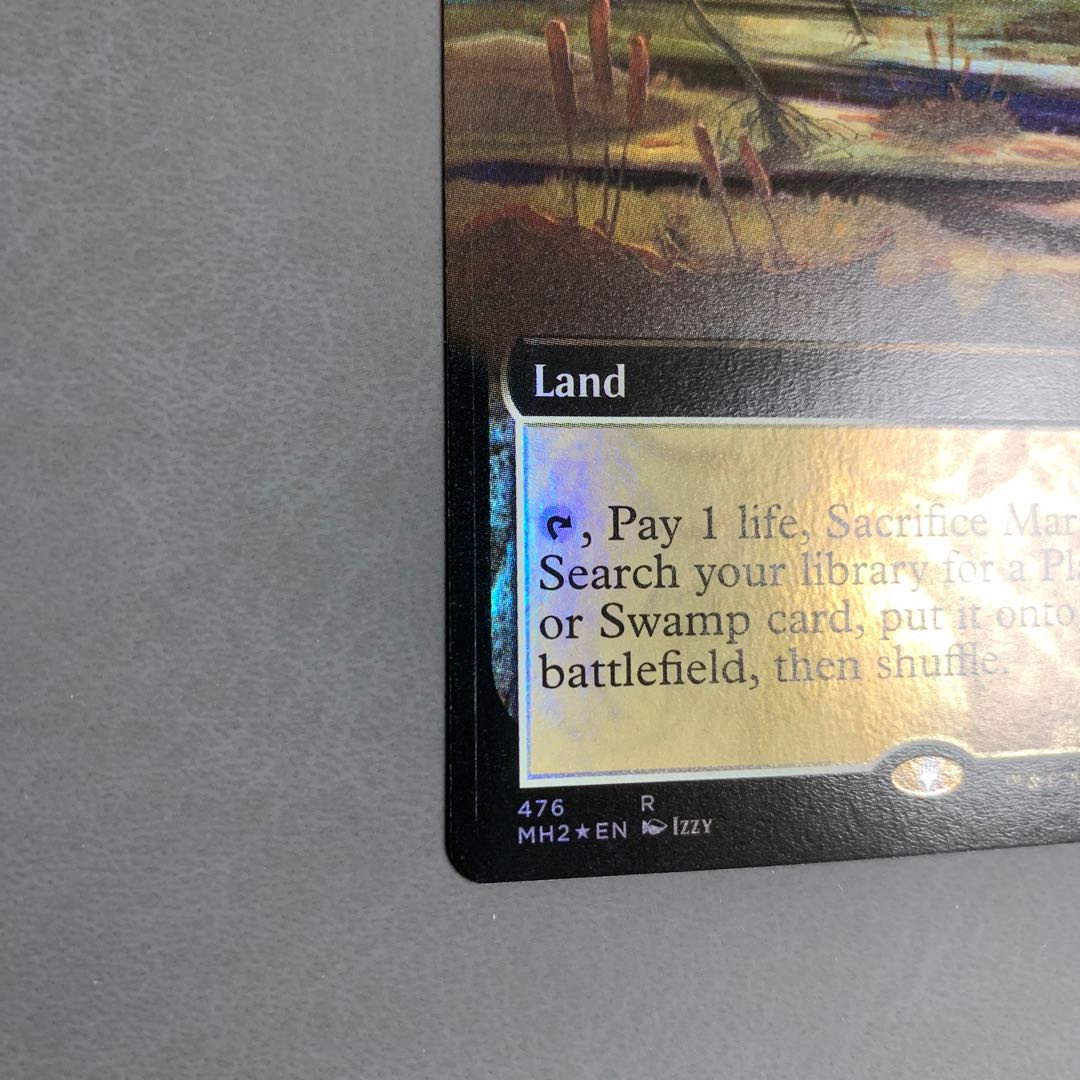 Land
, Pay 1 life, Sacrifice Mar
Search your library for a Pla
or Swamp card, put it onto
battlefield, then shuffle.
476 R
MH2★EN Izzy